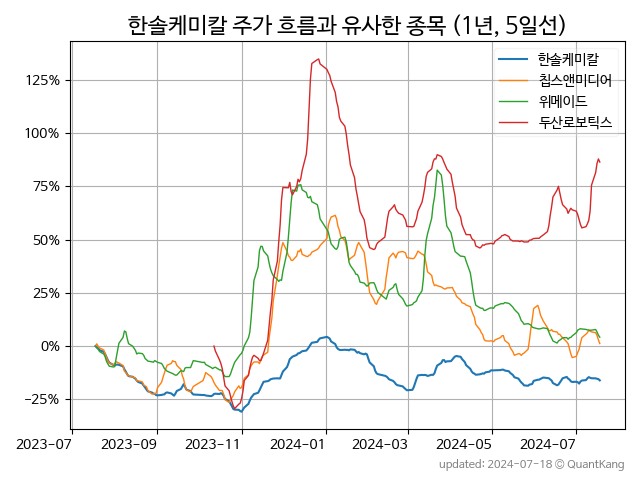 한솔케미칼 주가 흐름과 유사한 종목 (1년, 5일선)
한솔케미칼
칩스앤미디어
위메이드
두산로보틱스
125%
100%
75%
50%
25%
0%
−25%
2023-07 2023-09 2023-11 2024-01 2024-03 2024-05 2024-07
updated: 2024-07-18 © QuantKang